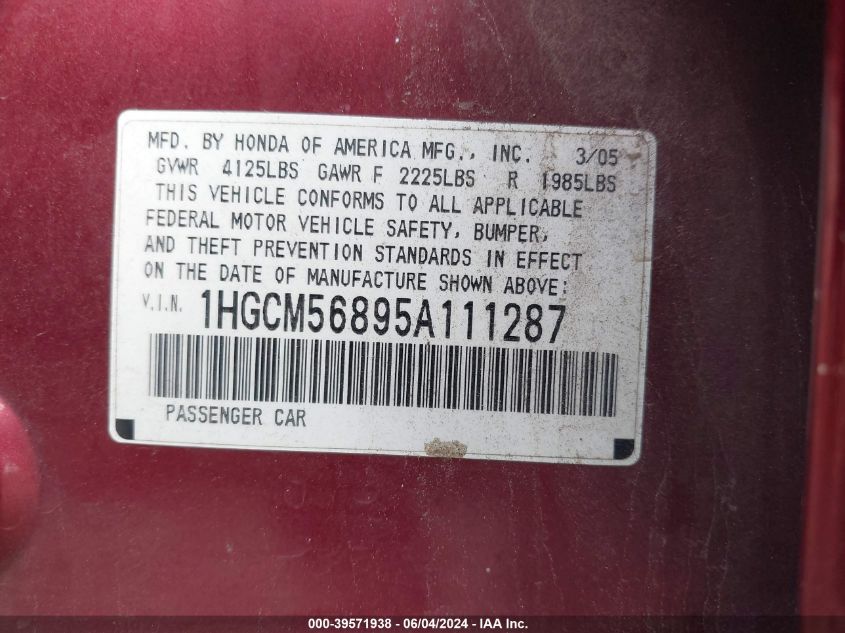 MFD. BY HONDA OF AMERICA MFG., INC. 3/05
GVWR 4125LBS GAWR F 2225LBS R 1985LBS
THIS VEHICLE CONFORMS TO ALL APPLICABLE
FEDERAL MOTOR VEHICLE SAFETY, BUMPER,
AND THEFT PREVENTION STANDARDS IN EFFECT
ON THE DATE OF MANUFACTURE SHOWN ABOVE:
V.I.N. 1HGCM56895A111287
PASSENGER CAR
000-39571938 - 06/04/2024 - IAA Inc.